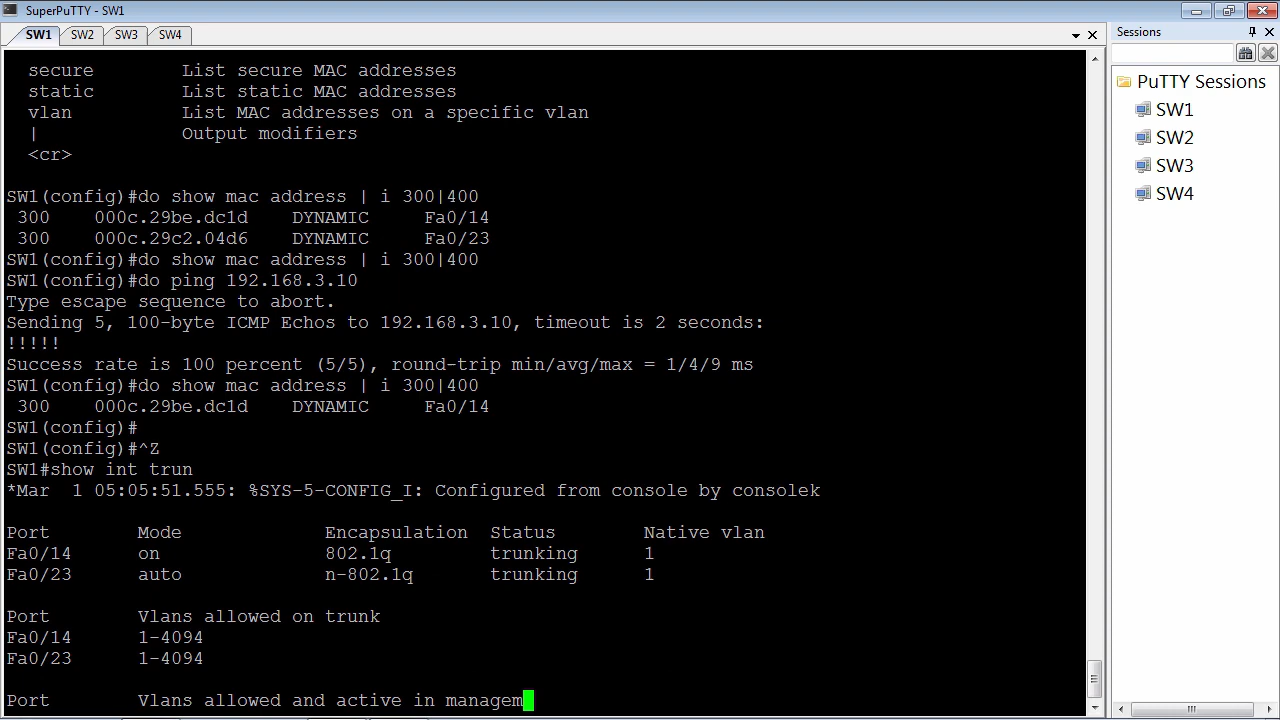 SuperPuTTY - SW1
SW1 SW2 SW3 SW4
secure List secure MAC addresses
static List static MAC addresses
vlan List MAC addresses on a specific vlan
| Output modifiers
<cr>
SW1(config)#do show mac address | i 300|400
300 000c.29be.dc1d DYNAMIC Fa0/14
300 000c.29c2.04d6 DYNAMIC Fa0/23
SW1(config)#do show mac address | i 300|400
SW1(config)#do ping 192.168.3.10
Type escape sequence to abort.
Sending 5, 100-byte ICMP Echos to 192.168.3.10, timeout is 2 seconds:
!!!!!
Success rate is 100 percent (5/5), round-trip min/avg/max = 1/4/9 ms
SW1(config)#do show mac address | i 300|400
300 000c.29be.dc1d DYNAMIC Fa0/14
SW1(config)#
SW1(config)#^Z
SW1#show int trun
*Mar 1 05:05:51.555: %SYS-5-CONFIG_I: Configured from console by consolek
Port Mode Encapsulation Status Native vlan
Fa0/14 on 802.1q trunking 1
Fa0/23 auto n-802.1q trunking 1
Port Vlans allowed on trunk
Fa0/14 1-4094
Fa0/23 1-4094
Port Vlans allowed and active in managem
Sessions
PuTTY Sessions
SW1
SW2
SW3
SW4